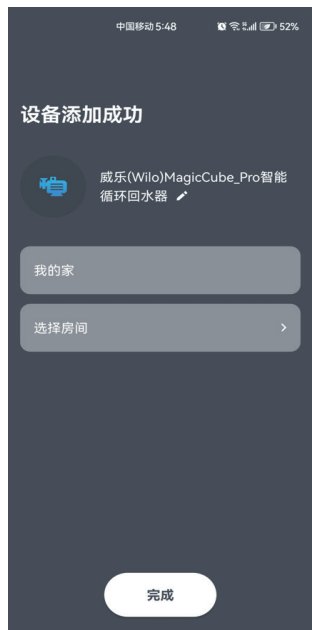 中国移动 5:48 52%
设备添加成功
威乐(Wilo)MagicCube_Pro智能
循环回水器
我的家
选择房间
完成